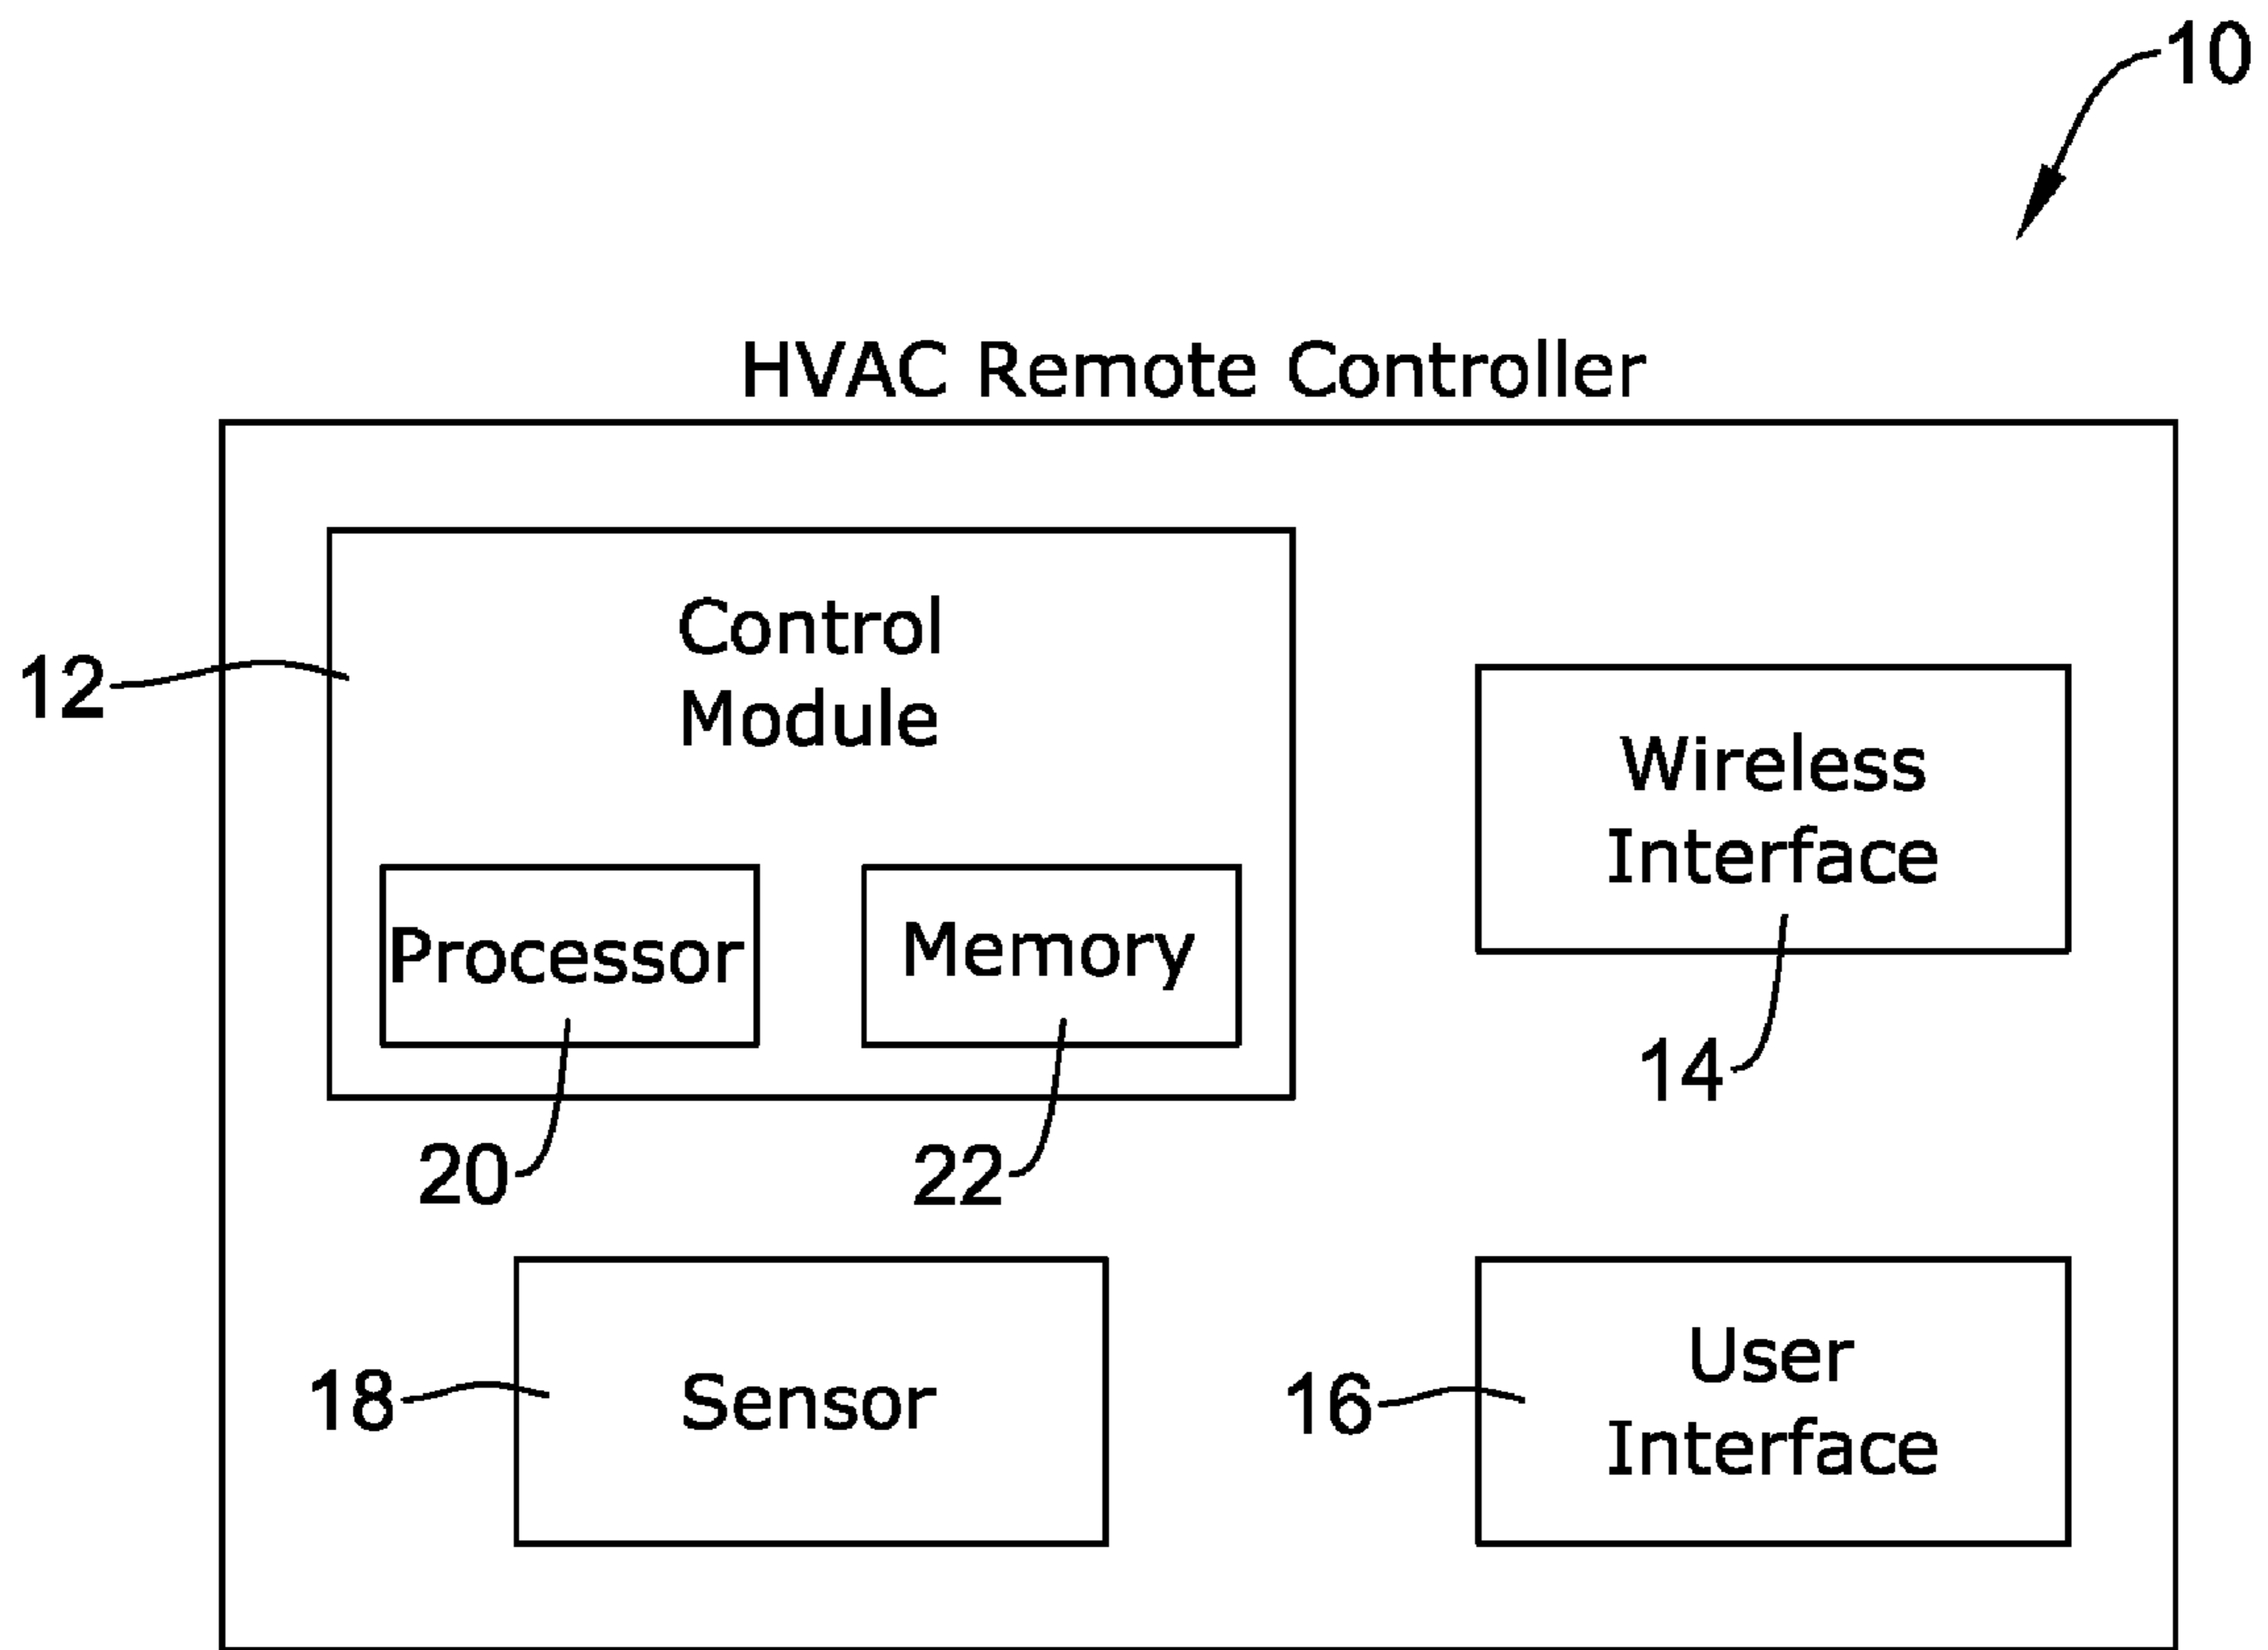 10
HVAC Remote Controller
Control
Module
12
Wireless
Interface
Processor
Memory
14
20
22
18
Sensor
16
User
Interface